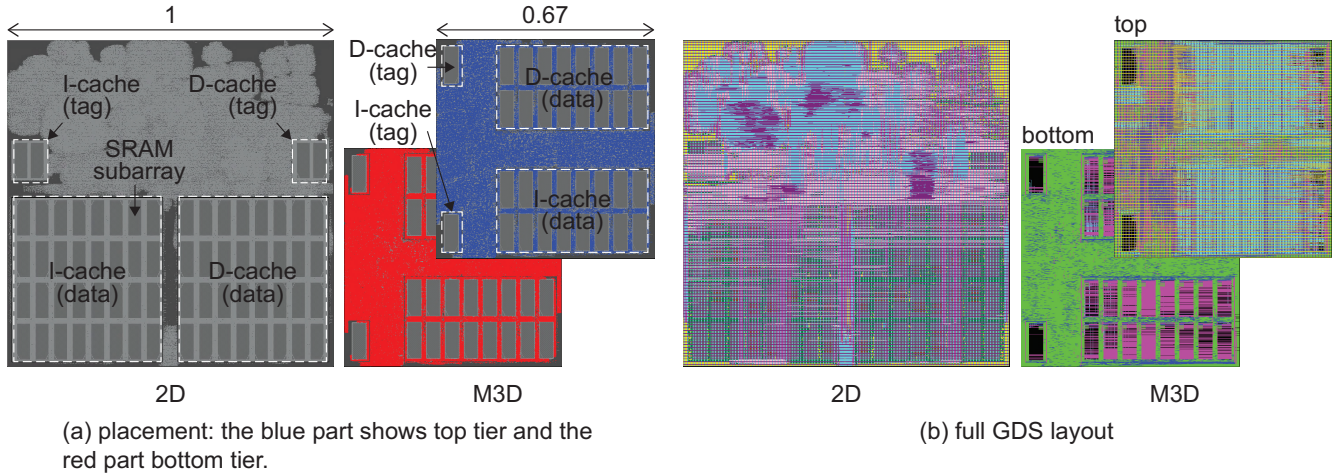 1
0.67
I-cache
(tag)
D-cache
(tag)
SRAM
subarray
I-cache
(data)
D-cache
(data)
2D
D-cache
(tag)
I-cache
(tag)
D-cache
(data)
I-cache
(data)
M3D
(a) placement: the blue part shows top tier and the
red part bottom tier.
top
bottom
2D
M3D
(b) full GDS layout